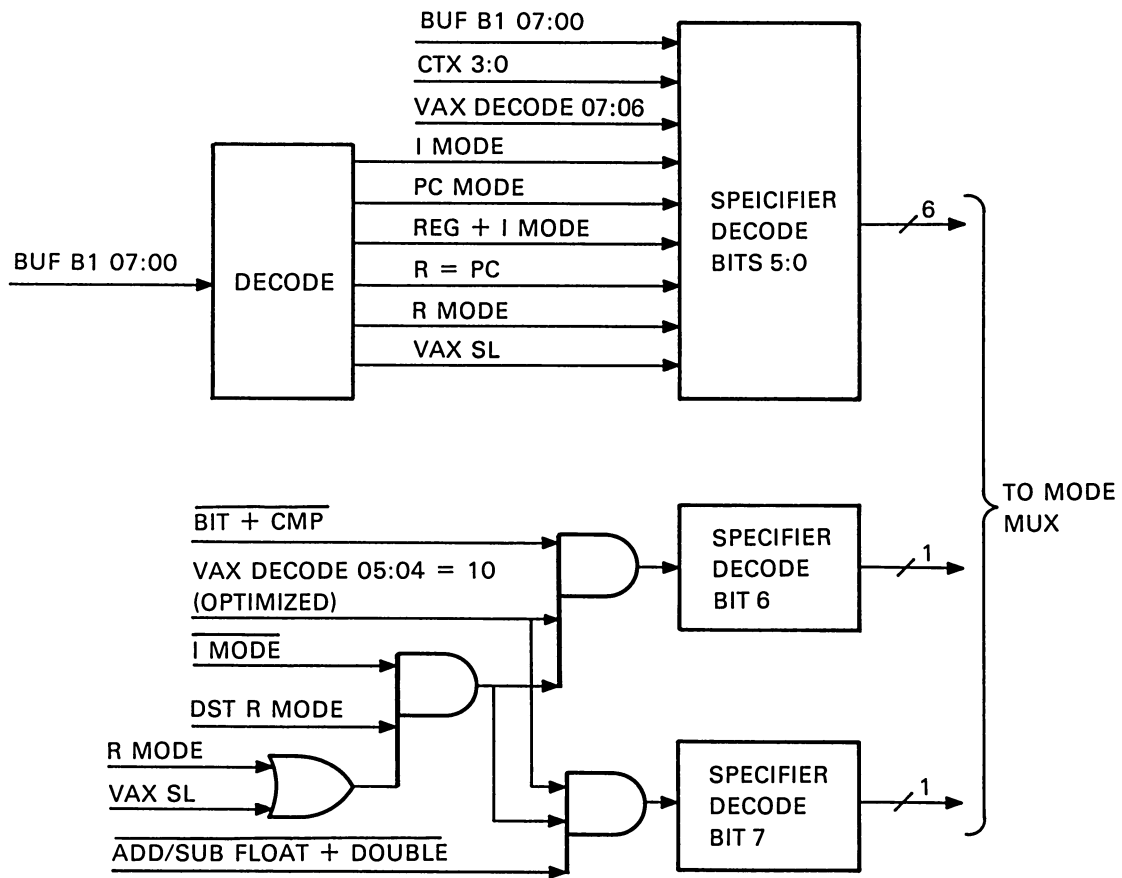 BUF B1 07:00
CTX 3:0
VAX DECODE 07:06
I MODE
PC MODE
REG + I MODE
R = PC
R MODE
VAX SL
BUF B1 07:00
DECODE
SPEICIFIER
DECODE
BITS 5:0
6
TO MODE
MUX
BIT + CMP
VAX DECODE 05:04 = 10
(OPTIMIZED)
I MODE
DST R MODE
R MODE
VAX SL
ADD/SUB FLOAT + DOUBLE
SPECIFIER
DECODE
BIT 6
1
SPECIFIER
DECODE
BIT 7
1